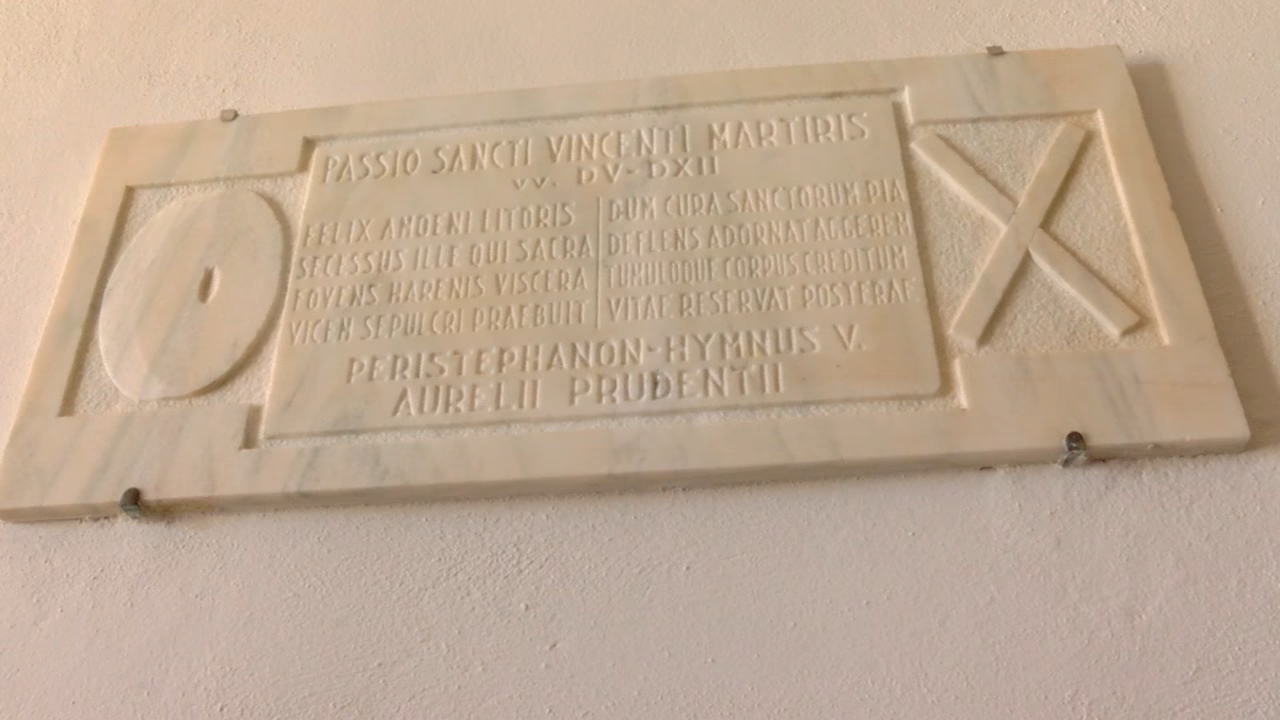 PASSIO SANCTI VINCENTI MARTIRIS
vv. DV-DXII
FELIX AMOENI LITORIS
SECESSUS ILLE QUI SACRA
FOVENS HARENIS VISCERA
VICEM SEPULCRI PRAEBUIT
DUM CURA SANCTORUM PIA
DEFLENS ADORNAT AGGEREM
TUMULOQUE CORPUS CREDITUM
VITAE RESERVAT POSTERAE.
PERISTEPHANON-HYMNUS V.
AURELII PRUDENTII